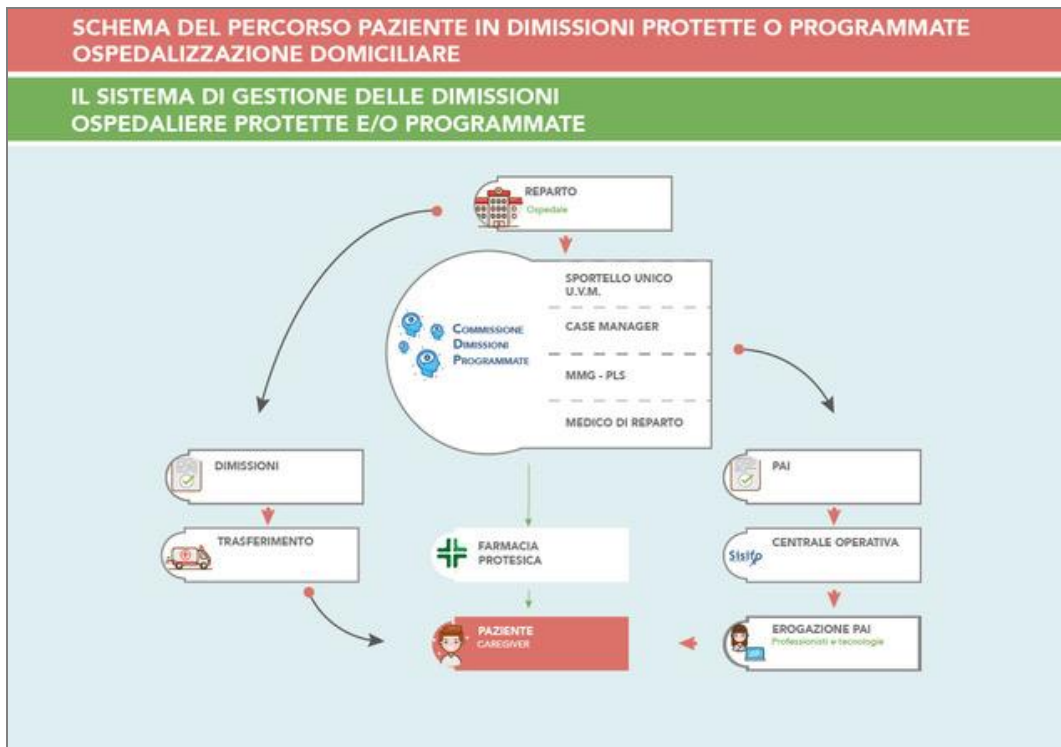 SCHEMA DEL PERCORSO PAZIENTE IN DIMISSIONI PROTETTE O PROGRAMMATE
OSPEDALIZZAZIONE DOMICILIARE
IL SISTEMA DI GESTIONE DELLE DIMISSIONI
OSPEDALIERE PROTETTE E/O PROGRAMMATE
REPARTO
Ospedale
COMMISSIONE
DIMISSIONI
PROGRAMMATE
SPORTELLO UNICO
U.V.M.
CASE MANAGER
MMG - PLS
MEDICO DI REPARTO
DIMISSIONI
PAI
TRASFERIMENTO
FARMACIA
PROTESICA
Sisifo
CENTRALE OPERATIVA
PAZIENTE
CAREGIVER
EROGAZIONE PAI
Professionisti e tecnologie